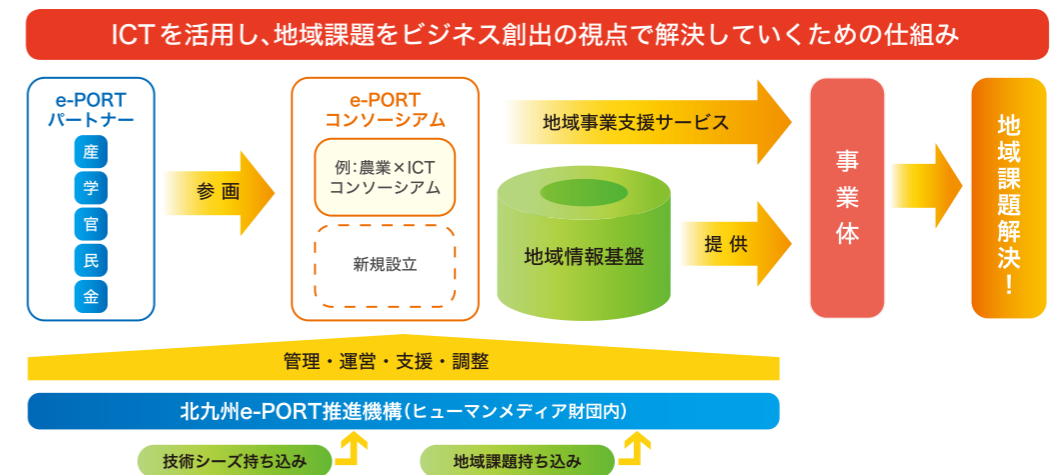 ICTを活用し、地域課題をビジネス創出の視点で解決していくための仕組み
e-PORT
パートナー
産
学
官
民
金
参画
e-PORT
コンソーシアム
例:農業×ICT
コンソーシアム
新規設立
地域事業支援サービス
地域情報基盤
提供
事業体
地域課題解決!
管理・運営・支援・調整
北九州e-PORT推進機構(ヒューマンメディア財団内)
技術シーズ持ち込み
地域課題持ち込み